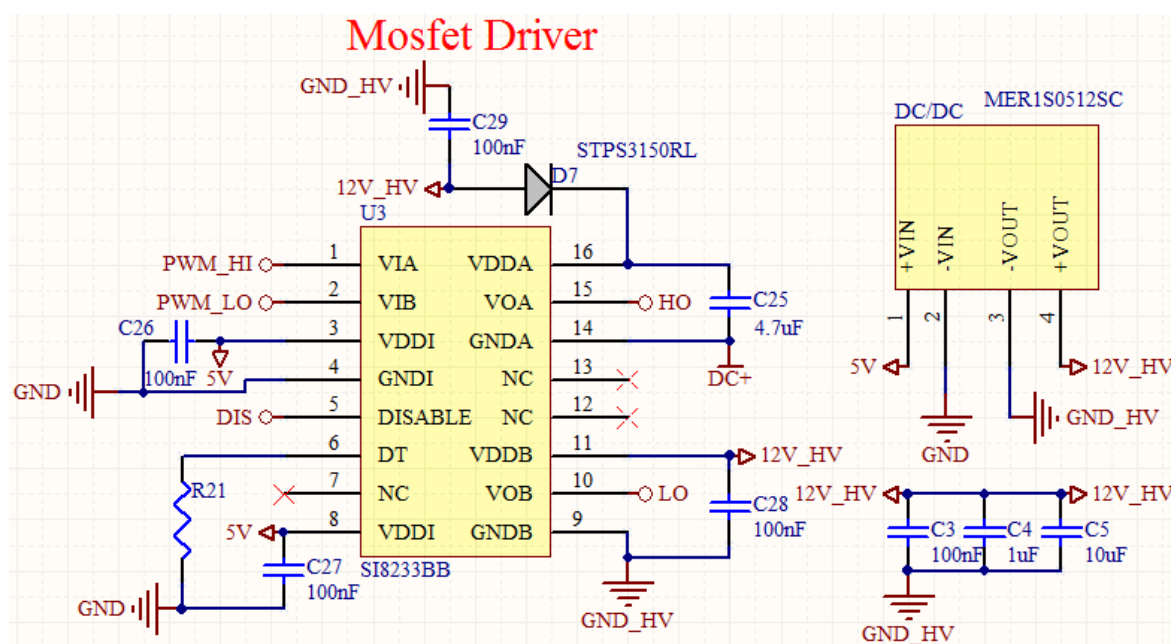 Mosfet Driver
GND_HV
C29
100nF
STPS3150RL
D7
12V_HV
U3
PWM_HI 1 VIA VDDA 16
PWM_LO 2 VIB VOA 15 HO
C26
100nF
5V
3 VDDI GNDA 14
C25
4.7uF
DC+
GND
4 GNDI NC 13
DIS 5 DISABLE NC 12
6 DT VDDB 11 12V_HV
R21
7 NC VOB 10 LO
C28
100nF
5V 8 VDDI GNDB 9
C27
100nF
SI8233BB
GND
GND_HV
MER1S0512SC
DC/DC
+VIN
-VIN
-VOUT
+VOUT
1
2
3
4
5V
12V_HV
GND_HV
GND
12V_HV
12V_HV
C3
100nF
C4
1uF
C5
10uF
GND_HV